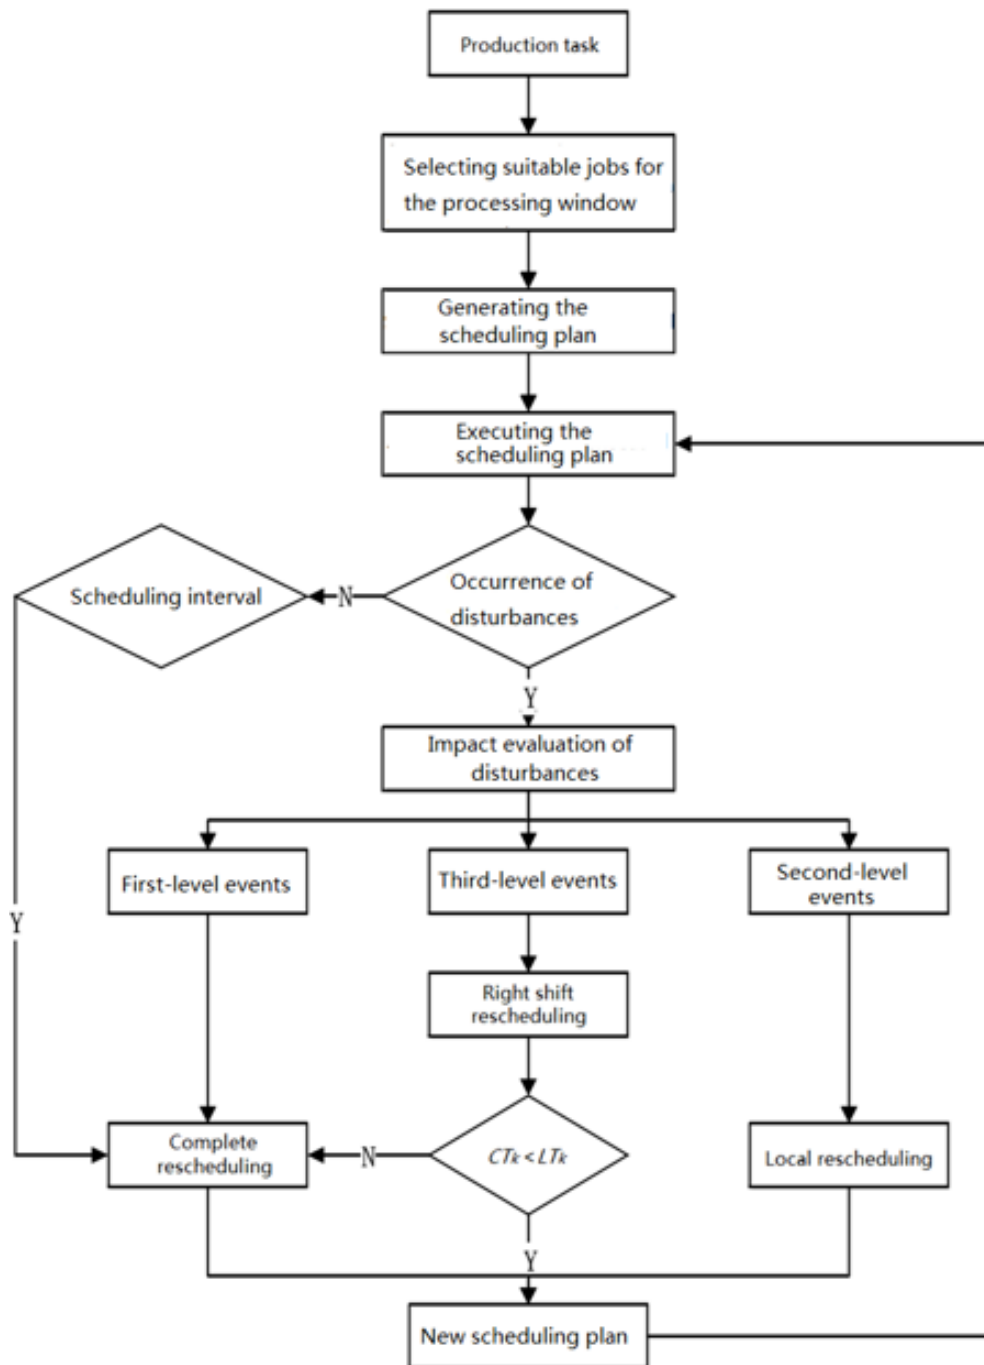 Production task
Selecting suitable jobs for
the processing window
Generating the
scheduling plan
Executing the
scheduling plan
Scheduling interval
N
Occurrence of
disturbances
Y
Impact evaluation of
disturbances
First-level events
Third-level events
Second-level
events
Y
Right shift
rescheduling
Complete
rescheduling
N
CTk < LTk
Local rescheduling
Y
New scheduling plan